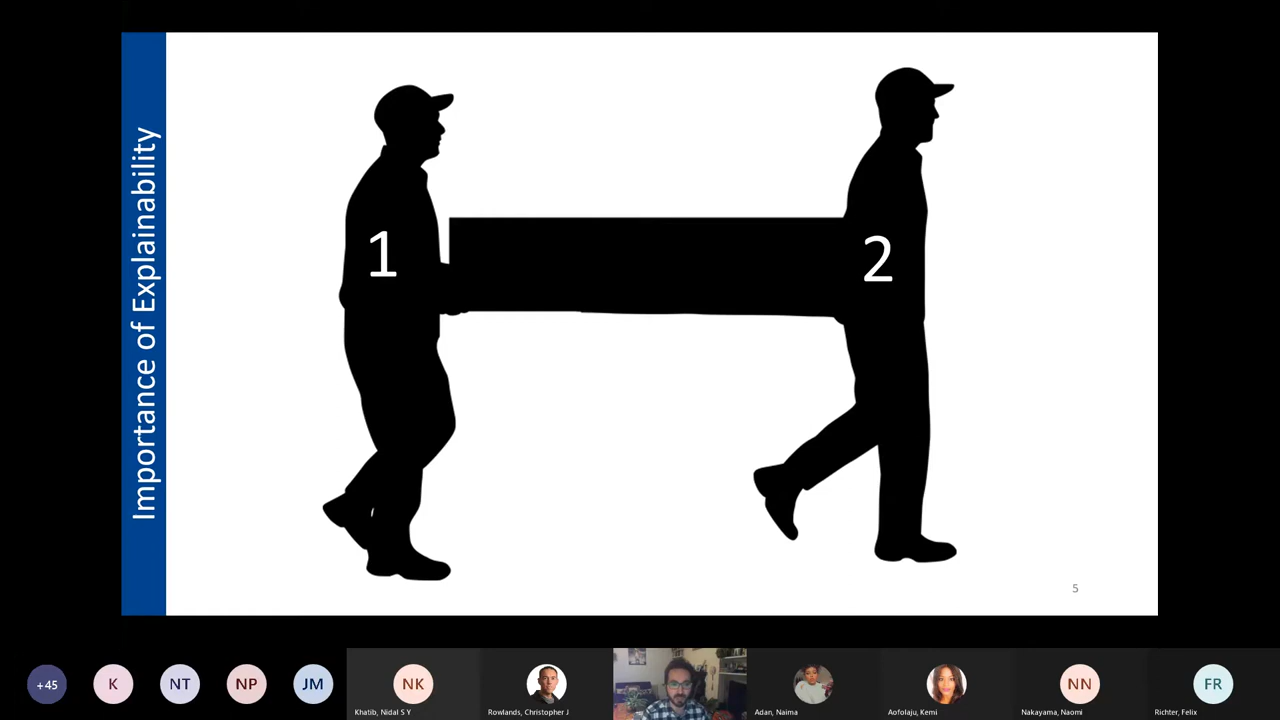 Importance of Explainability
1
2
5
+45
K
NT
NP
JM
NK
NN
FR
Khatib, Nidal S Y
Rowlands, Christopher J
Adan, Naima
Aofolaju, Kemi
Nakayama, Naomi
Richter, Felix